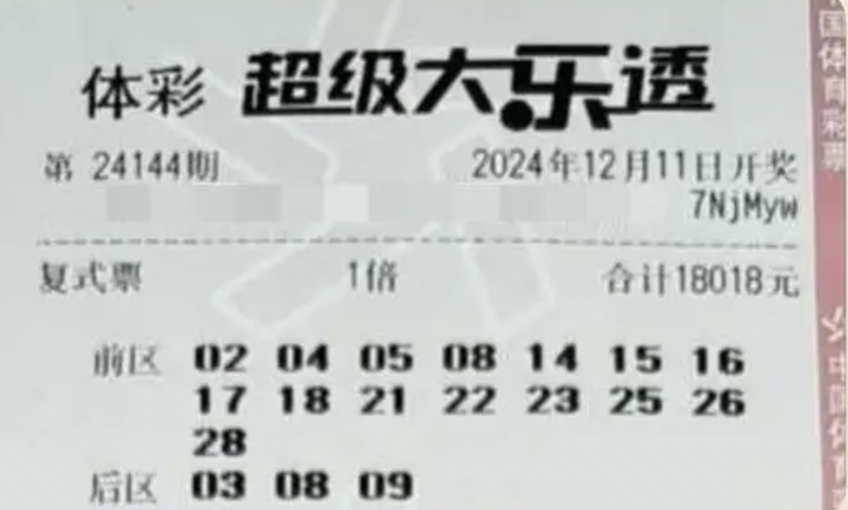 体彩 超级大乐透
第 24144期 2024年12月11日开奖
7NjMyw
复式票 1倍 合计18018元
前区 02 04 05 08 14 15 16
17 18 21 22 23 25 26
28
后区 03 08 09
中国体育彩票
中国体育